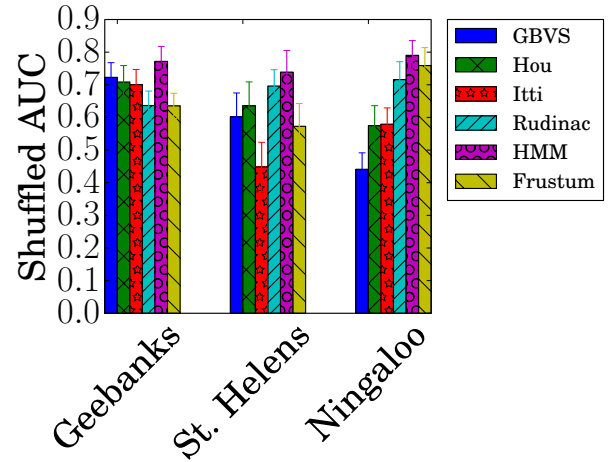 Shuffled AUC
0.9
0.8
0.7
0.6
0.5
0.4
0.3
0.2
0.1
0.0
Geebanks
St. Helens
Ningaloo
GBVS
Hou
Itti
Rudinac
HMM
Frustum